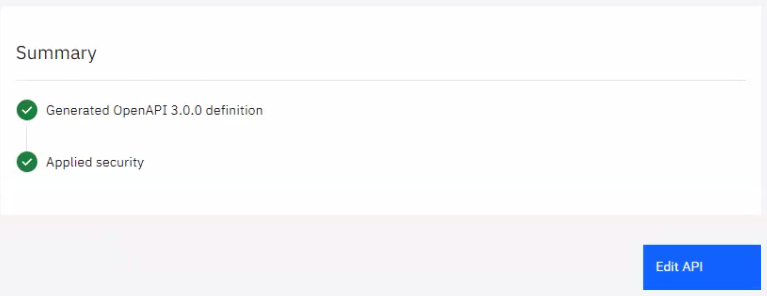 Summary
Generated OpenAPI 3.0.0 definition
Applied security
Edit API